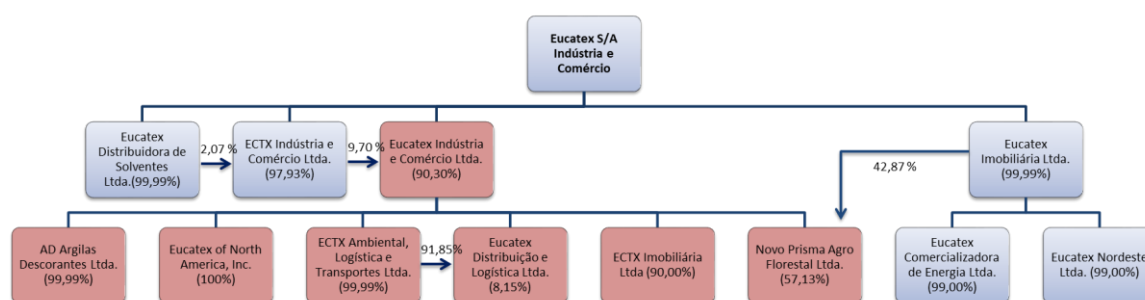 Eucatex S/A
Indústria e
Comércio
Eucatex
Distribuidora de
Solventes
Ltda.(99,99%)
2,07 %
ECTX Indústria e
Comércio Ltda.
(97,93%)
9,70 %
Eucatex Indústria
e Comércio Ltda.
(90,30%)
42,87 %
Eucatex
Imobiliária Ltda.
(99,99%)
AD Argilas
Descorantes Ltda.
(99,99%)
Eucatex of North
America, Inc.
(100%)
ECTX Ambiental,
Logística e
Transportes Ltda.
(99,99%)
91,85%
Eucatex
Distribuição e
Logística Ltda.
(8,15%)
ECTX Imobiliária
Ltda (90,00%)
Novo Prisma Agro
Florestal Ltda.
(57,13%)
Eucatex
Comercializadora
de Energia Ltda.
(99,00%)
Eucatex Nordeste
Ltda. (99,00%)